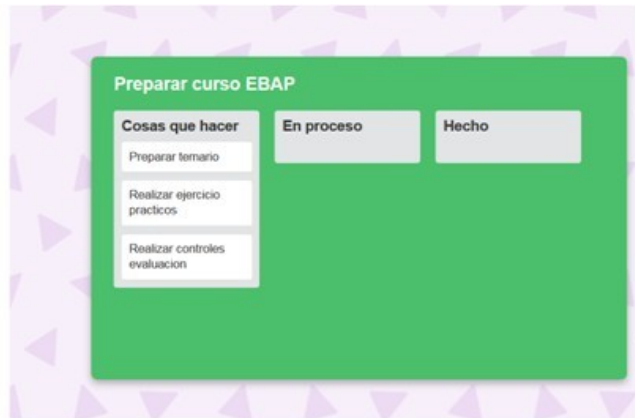 Preparar curso EBAP
Cosas que hacer
Preparar temario
Realizar ejercicio
practicos
Realizar controles
evaluacion
En proceso
Hecho